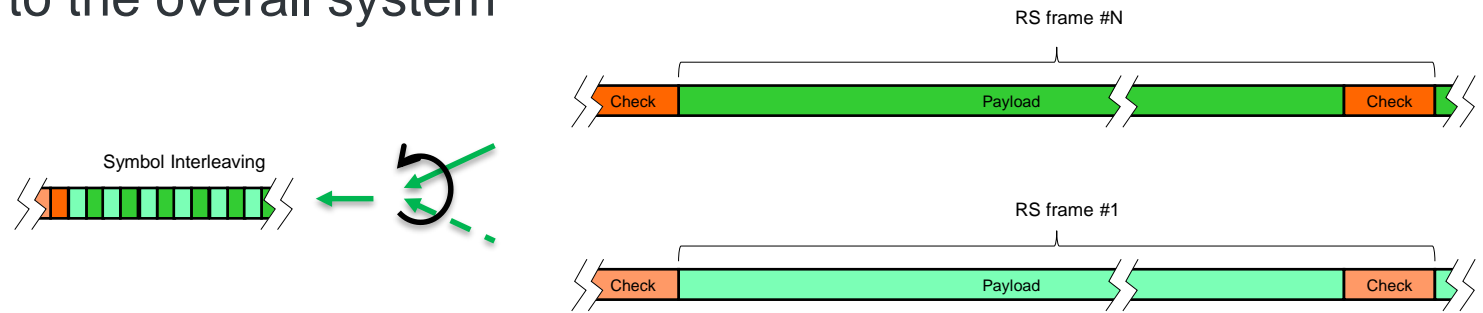 to the overall system
RS frame #N
Check
Payload
Check
Symbol Interleaving
RS frame #1
Check
Payload
Check